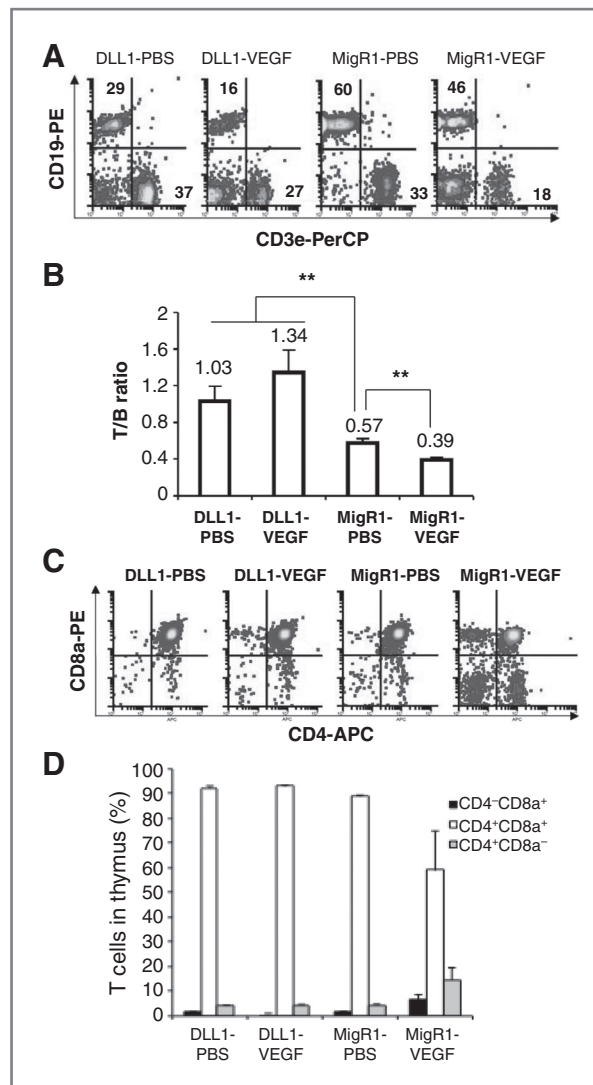 A
DLL1-PBS DLL1-VEGF MigR1-PBS MigR1-VEGF
29 16 60 46
CD19-PE
37 27 33 18
CD3e-PerCP
B
**
**
2
1.6
1.2
0.8
0.4
0
T/B ratio
1.03 1.34 0.57 0.39
DLL1-PBS DLL1-VEGF MigR1-PBS MigR1-VEGF
C
DLL1-PBS DLL1-VEGF MigR1-PBS MigR1-VEGF
CD8a-PE
APC APC APC APC
CD4-APC
D
100
90
80
70
60
50
40
30
20
10
0
T cells in thymus (%)
CD4⁻CD8a⁺
CD4⁺CD8a⁺
CD4⁺CD8a⁻
DLL1- DLL1- MigR1- MigR1-
PBS VEGF PBS VEGF